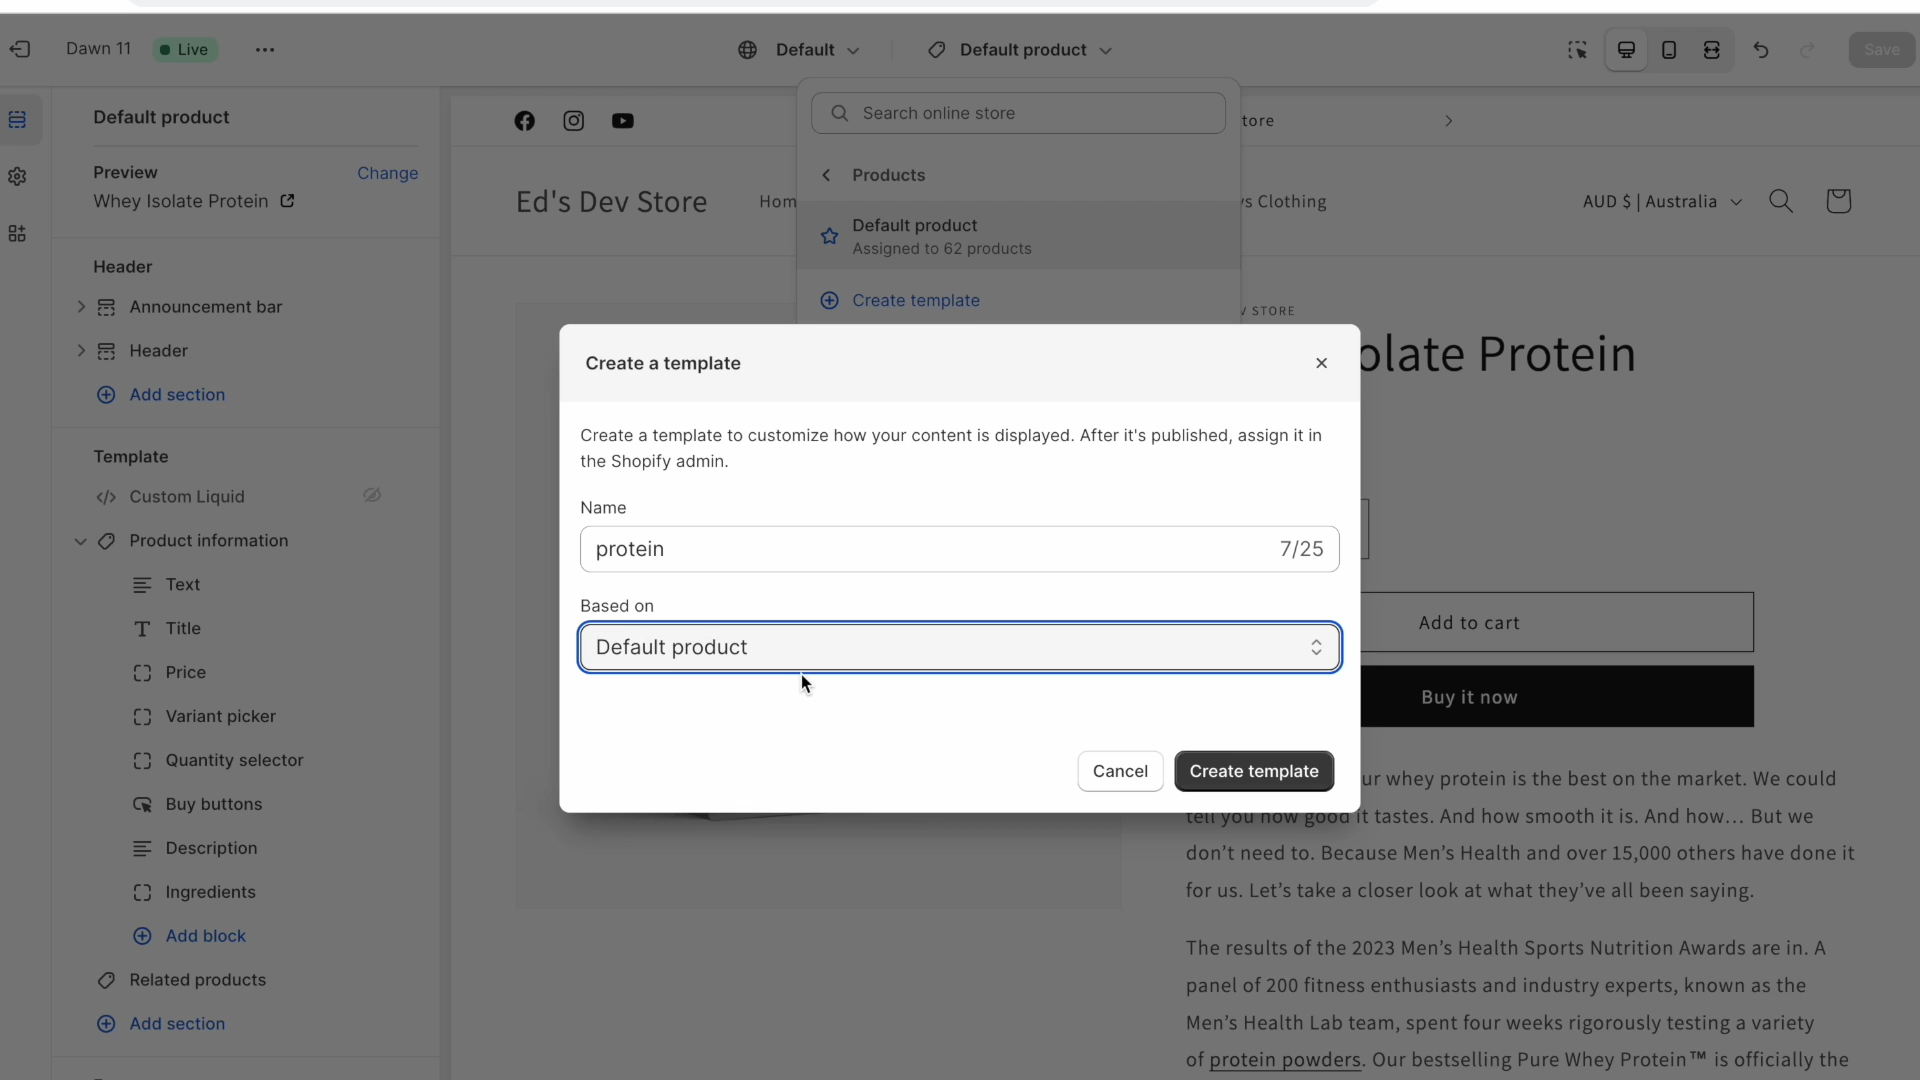 Dawn 11
Live
Default
Default product
Save
Default product
Preview
Change
Whey Isolate Protein
Header
Announcement bar
Header
Add section
Template
Custom Liquid
Product information
Text
Title
Price
Variant picker
Quantity selector
Buy buttons
Description
Ingredients
Add block
Related products
Add section
Search online store
Products
Default product
Assigned to 62 products
Create template
tore
Ed's Dev Store
Hom
s Clothing
AUD $ | Australia
STORE
olate Protein
Create a template
Create a template to customize how your content is displayed. After it's published, assign it in
the Shopify admin.
Name
protein
7/25
Based on
Default product
Cancel
Create template
Add to cart
Buy it now
ur whey protein is the best on the market. We could
tell you how good it tastes. And how smooth it is. And how… But we
don’t need to. Because Men’s Health and over 15,000 others have done it
for us. Let’s take a closer look at what they’ve all been saying.
The results of the 2023 Men’s Health Sports Nutrition Awards are in. A
panel of 200 fitness enthusiasts and industry experts, known as the
Men’s Health Lab team, spent four weeks rigorously testing a variety
of protein powders. Our bestselling Pure Whey Protein™ is officially the